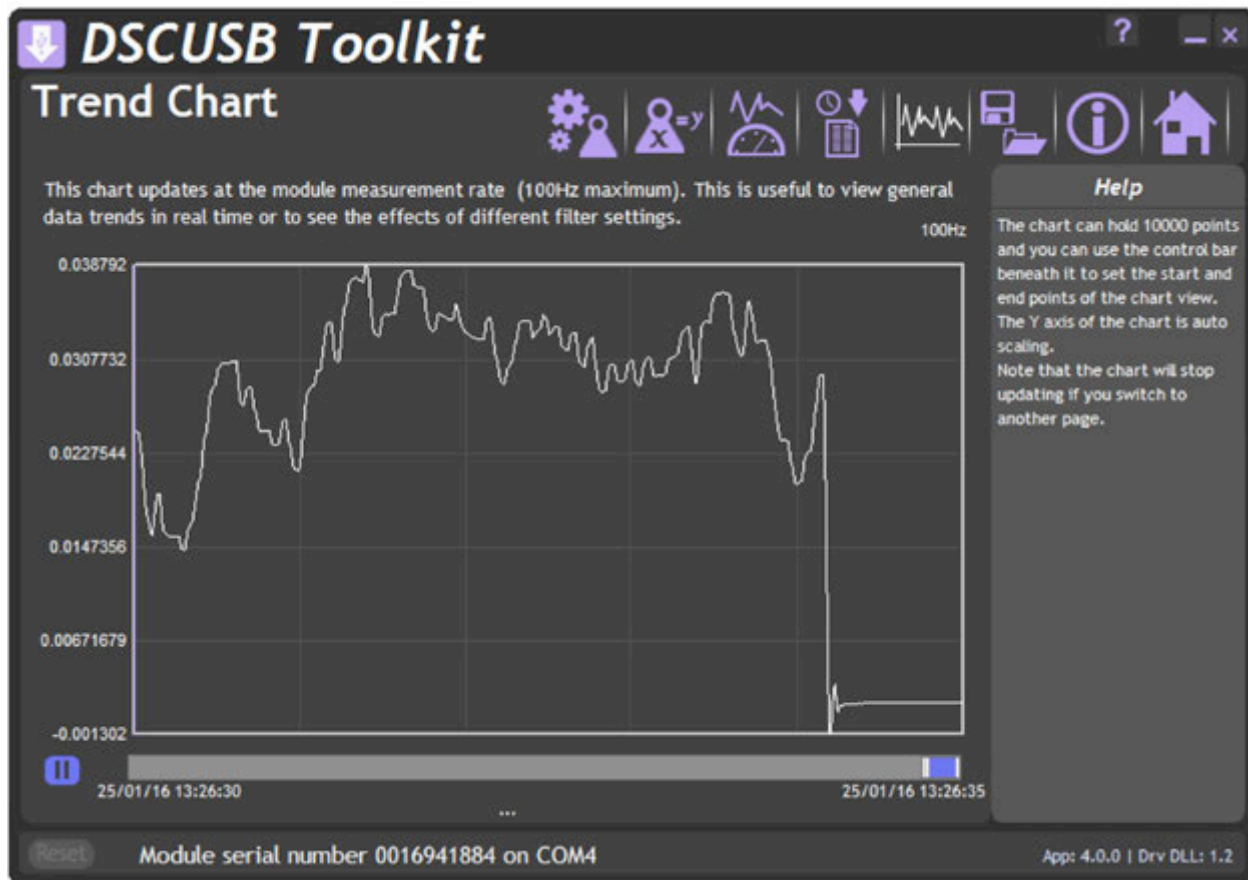 DSCUSB Toolkit
?
Trend Chart
x =y
This chart updates at the module measurement rate (100Hz maximum). This is useful to view general
data trends in real time or to see the effects of different filter settings.
100Hz
0.038792
0.0307732
0.0227544
0.0147356
0.00671679
-0.001302
25/01/16 13:26:30
25/01/16 13:26:35
...
Help
The chart can hold 10000 points
and you can use the control bar
beneath it to set the start and
end points of the chart view.
The Y axis of the chart is auto
scaling.
Note that the chart will stop
updating if you switch to
another page.
Reset
Module serial number 0016941884 on COM4
App: 4.0.0 | Drv DLL: 1.2